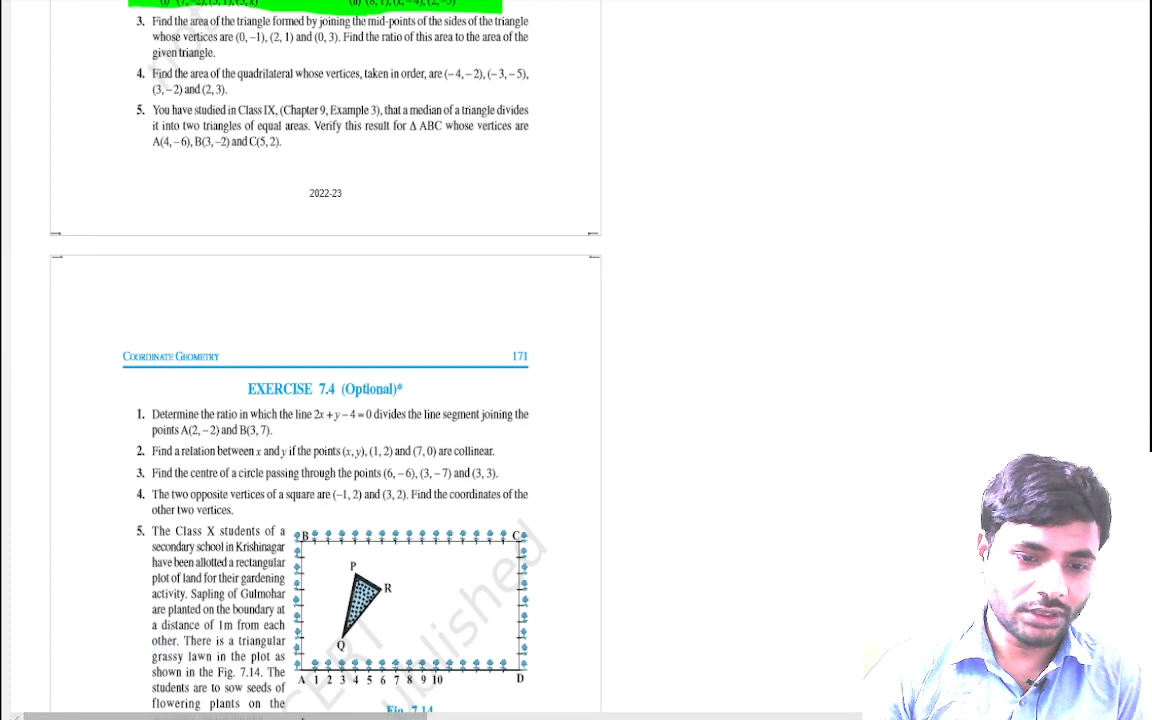 3. Find the area of the triangle formed by joining the mid-points of the sides of the triangle
whose vertices are (0, –1), (2, 1) and (0, 3). Find the ratio of this area to the area of the
given triangle.
4. Find the area of the quadrilateral whose vertices, taken in order, are (– 4, – 2), (– 3, – 5),
(3, – 2) and (2, 3).
5. You have studied in Class IX, (Chapter 9, Example 3), that a median of a triangle divides
it into two triangles of equal areas. Verify this result for Δ ABC whose vertices are
A(4, – 6), B(3, –2) and C(5, 2).
2022-23
COORDINATE GEOMETRY 171
EXERCISE 7.4 (Optional)*
1. Determine the ratio in which the line 2x + y – 4 = 0 divides the line segment joining the
points A(2, – 2) and B(3, 7).
2. Find a relation between x and y if the points (x, y), (1, 2) and (7, 0) are collinear.
3. Find the centre of a circle passing through the points (6, – 6), (3, – 7) and (3, 3).
4. The two opposite vertices of a square are (–1, 2) and (3, 2). Find the coordinates of the
other two vertices.
5. The Class X students of a
secondary school in Krishinagar
have been allotted a rectangular
plot of land for their gardening
activity. Sapling of Gulmohar
are planted on the boundary at
a distance of 1m from each
other. There is a triangular
grassy lawn in the plot as
shown in the Fig. 7.14. The
students are to sow seeds of
flowering plants on the
B C
P
R
Q
A 1 2 3 4 5 6 7 8 9 10 D
Fig. 7.14